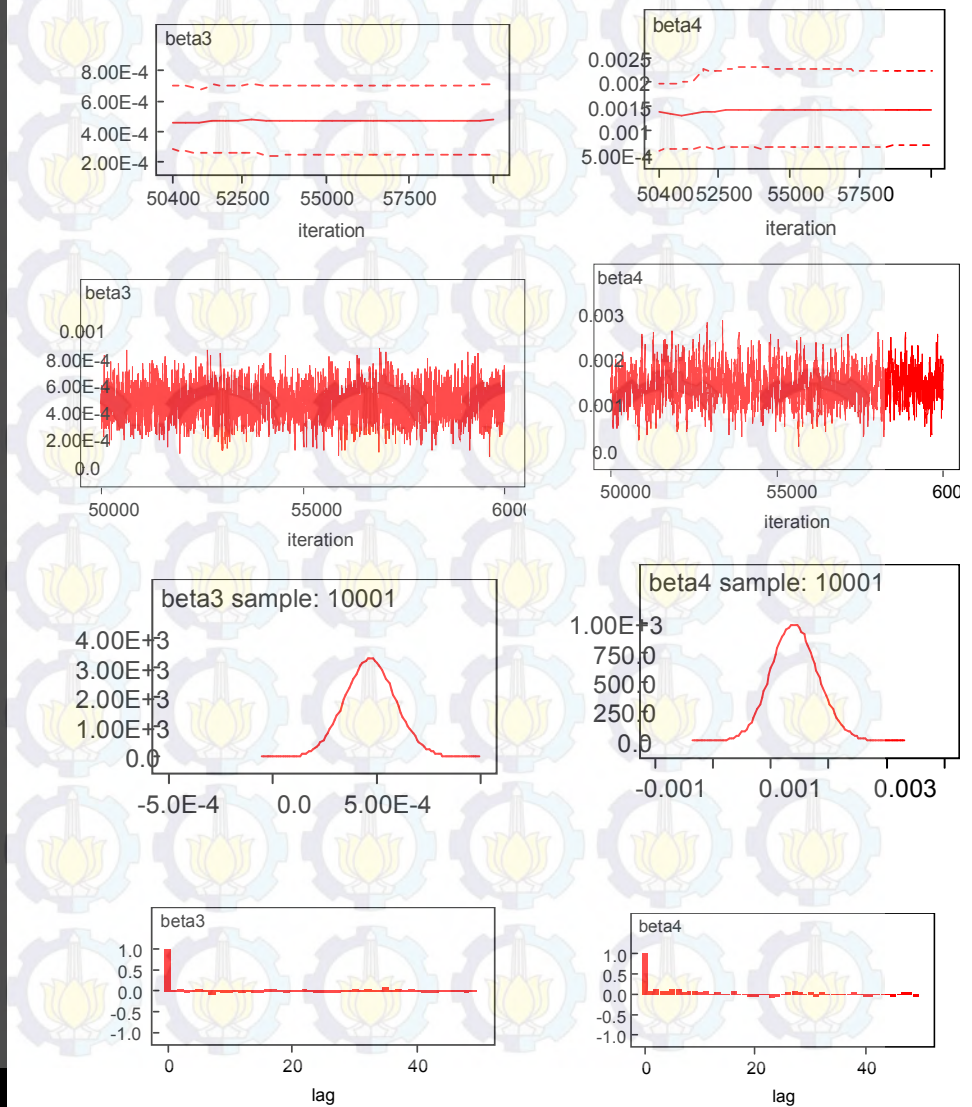 beta3
8.00E-4
6.00E-4
4.00E-4
2.00E-4
50400 52500 55000 57500
iteration
beta4
0.0025
0.002
0.0015
0.001
5.00E-4
50400 52500 55000 57500
iteration
beta3
0.001
8.00E-4
6.00E-4
4.00E-4
2.00E-4
0.0
50000 55000
iteration
beta4
0.003
0.002
0.001
0.0
50000 55000 600
iteration
beta3 sample: 10001
4.00E+3
3.00E+3
2.00E+3
1.00E+3
0.0
-5.0E-4 0.0 5.00E-4
beta4 sample: 10001
1.00E+3
750.0
500.0
250.0
0.0
-0.001 0.001 0.003
beta3
1.0
0.5
0.0
-0.5
-1.0
0 20 40
lag
beta4
1.0
0.5
0.0
-0.5
-1.0
0 20 40
lag